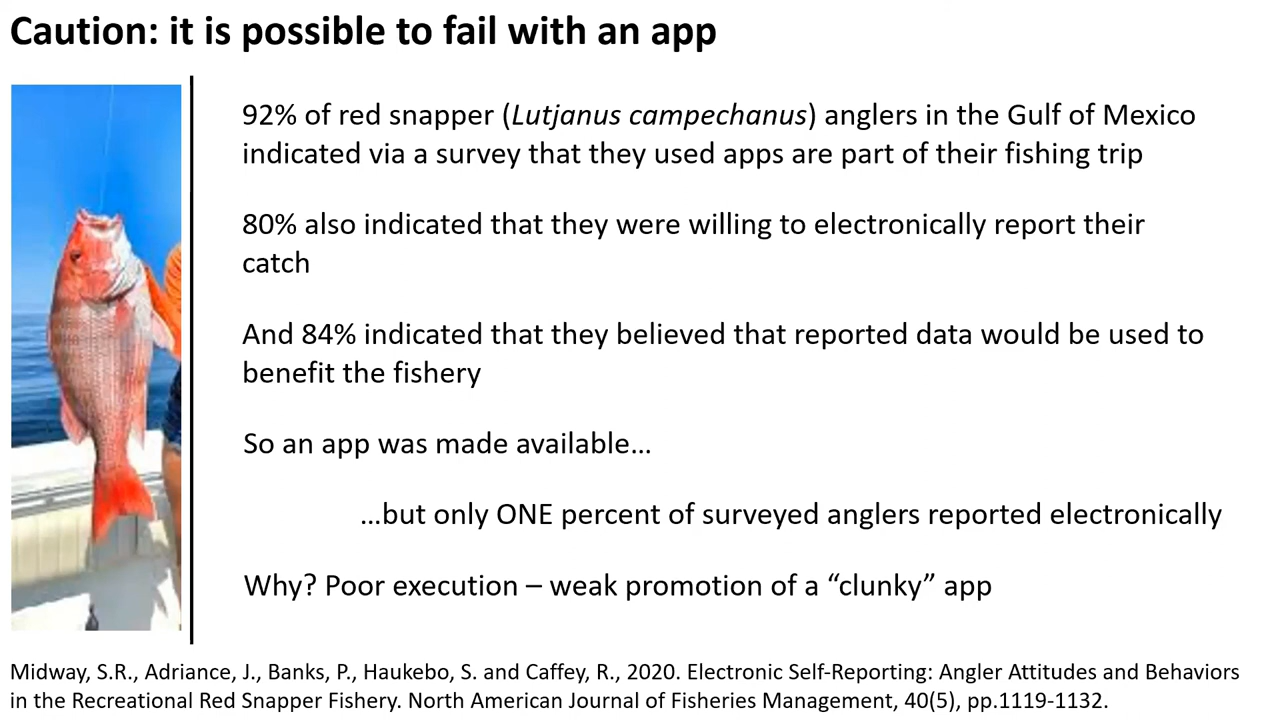 Caution: it is possible to fail with an app
92% of red snapper (Lutjanus campechanus) anglers in the Gulf of Mexico
indicated via a survey that they used apps are part of their fishing trip
80% also indicated that they were willing to electronically report their
catch
And 84% indicated that they believed that reported data would be used to
benefit the fishery
So an app was made available…
…but only ONE percent of surveyed anglers reported electronically
Why? Poor execution – weak promotion of a “clunky” app
Midway, S.R., Adriance, J., Banks, P., Haukebo, S. and Caffey, R., 2020. Electronic Self-Reporting: Angler Attitudes and Behaviors
in the Recreational Red Snapper Fishery. North American Journal of Fisheries Management, 40(5), pp.1119-1132.